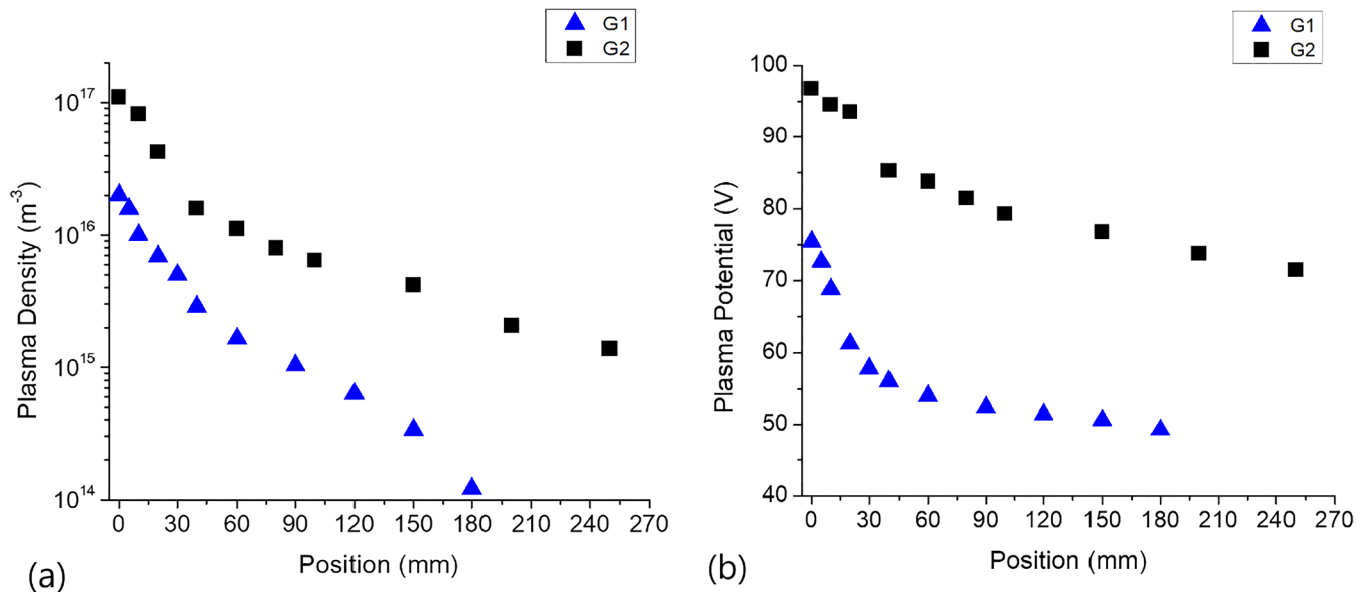 G1
G2
10^17
10^16
10^15
10^14
Plasma Density (m^-3)
0 30 60 90 120 150 180 210 240 270
Position (mm)
(a)
G1
G2
100
90
80
70
60
50
40
Plasma Potential (V)
0 30 60 90 120 150 180 210 240 270
Position (mm)
(b)